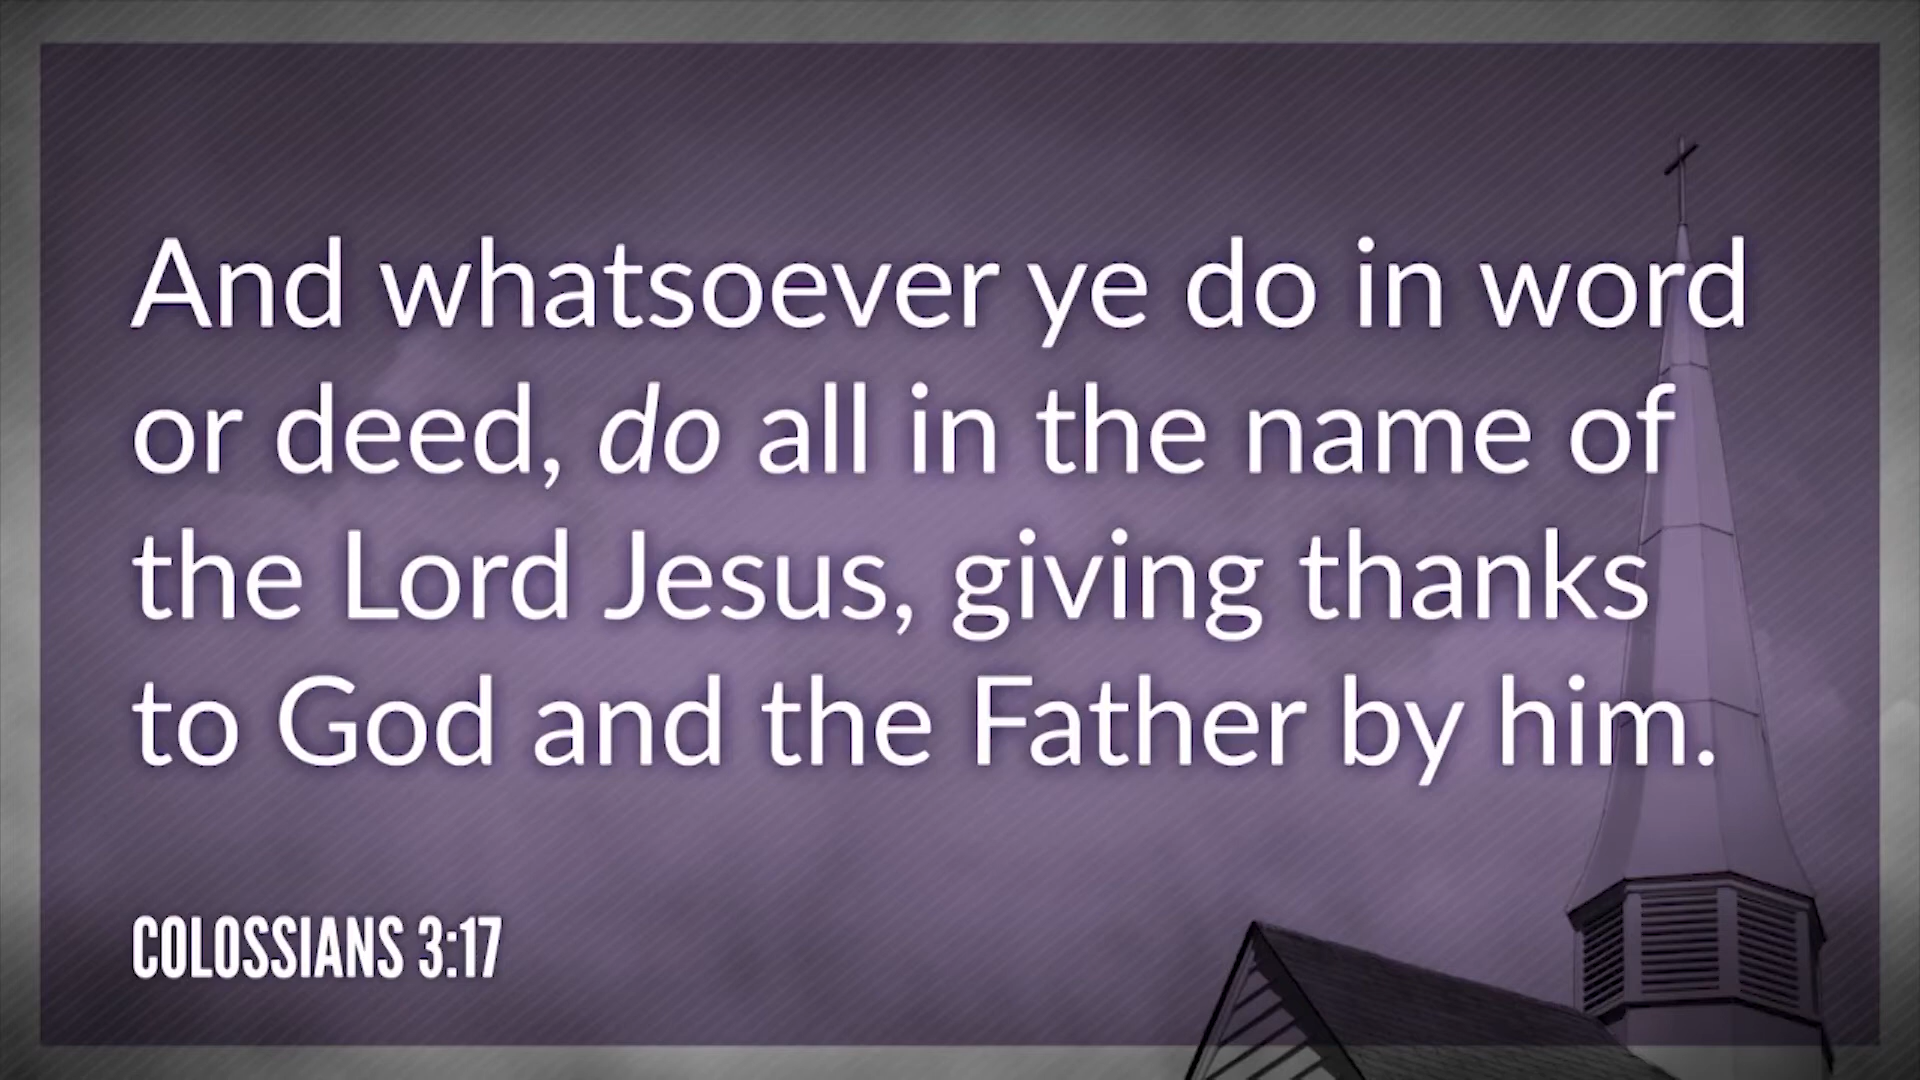 And whatsoever ye do in word
or deed, do all in the name of
the Lord Jesus, giving thanks
to God and the Father by him.
COLOSSIANS 3:17